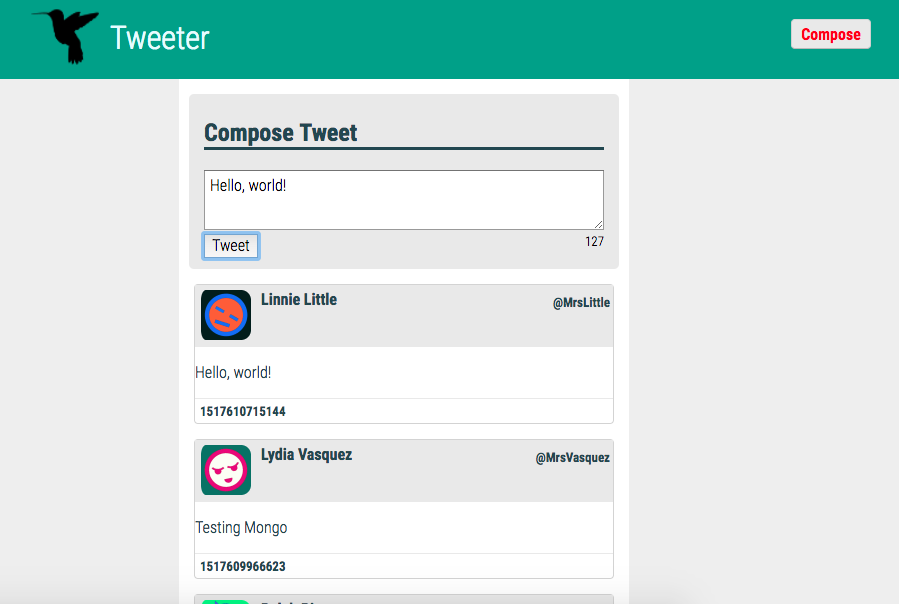 Tweeter
Compose
Compose Tweet
Hello, world!
Tweet
127
Linnie Little
@MrsLittle
Hello, world!
1517610715144
Lydia Vasquez
@MrsVasquez
Testing Mongo
1517609966623